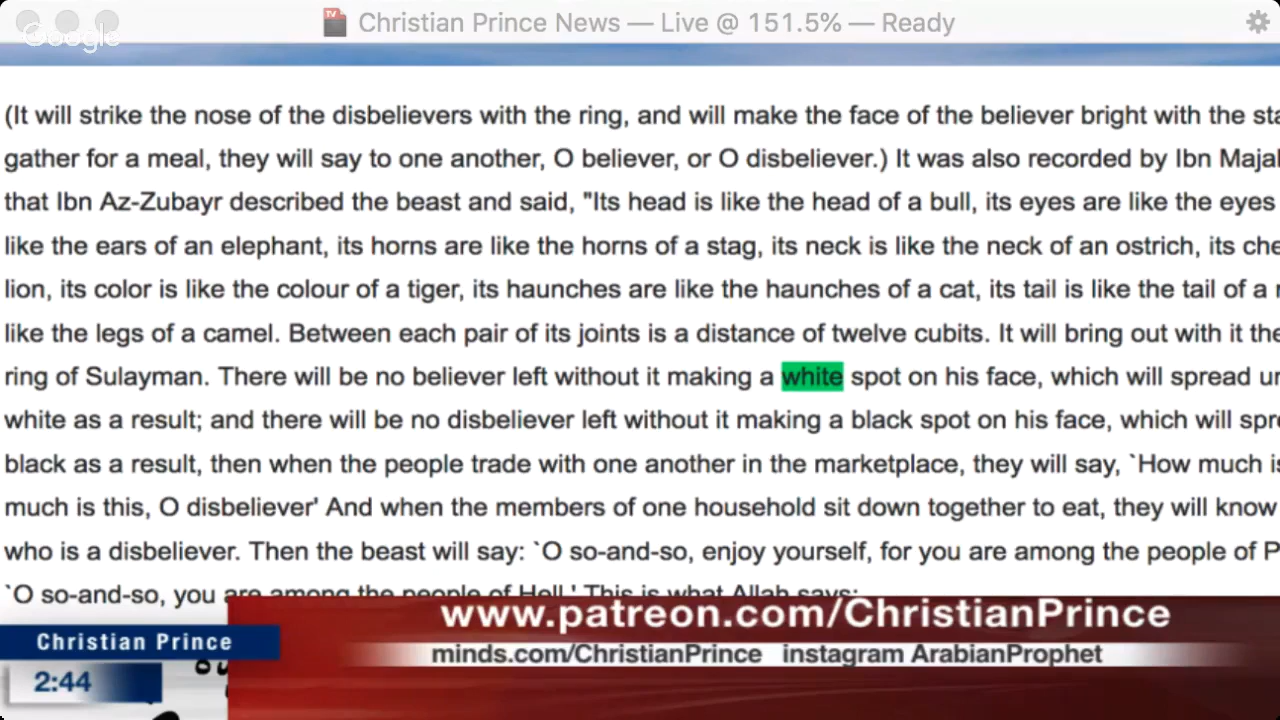 Christian Prince News — Live @ 151.5% — Ready
Google
(It will strike the nose of the disbelievers with the ring, and will make the face of the believer bright with the
gather for a meal, they will say to one another, O believer, or O disbeliever.) It was also recorded by Ibn
that Ibn Az-Zubayr described the beast and said, "Its head is like the head of a bull, its eyes are like the eyes
like the ears of an elephant, its horns are like the horns of a stag, its neck is like the neck of an ostrich, its
lion, its color is like the colour of a tiger, its haunches are like the haunches of a cat, its tail is like the tail of a
like the legs of a camel. Between each pair of its joints is a distance of twelve cubits. It will bring out with it
ring of Sulayman. There will be no believer left without it making a white spot on his face, which will spread
white as a result; and there will be no disbeliever left without it making a black spot on his face, which will
black as a result, then when the people trade with one another in the marketplace, they will say, `How much
much is this, O disbeliever' And when the members of one household sit down together to eat, they will know
who is a disbeliever. Then the beast will say: `O so-and-so, enjoy yourself, for you are among the people of
`O so-and-so, you are among the people of Hell.' This is what Allah says:
www.patreon.com/ChristianPrince
Christian Prince
minds.com/ChristianPrince instagram ArabianProphet
2:44